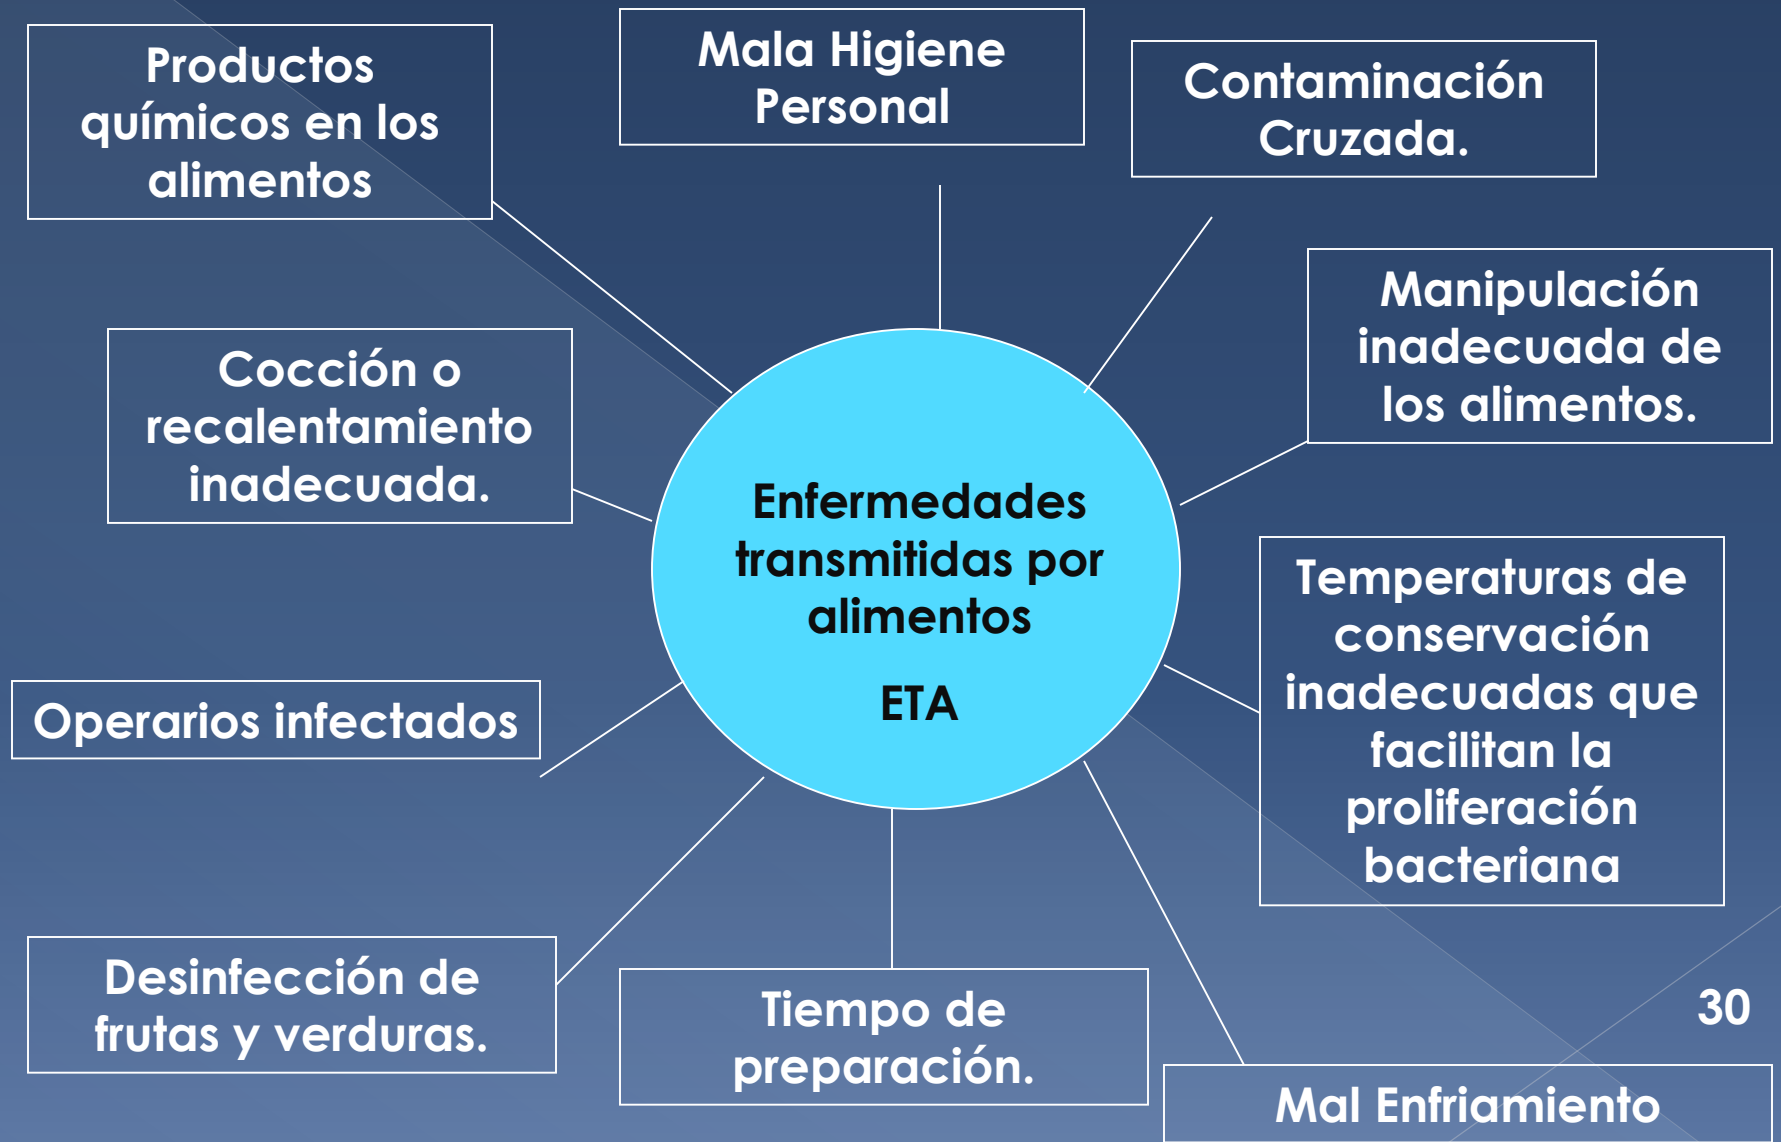 Productos
químicos en los
alimentos
Mala Higiene
Personal
Contaminación
Cruzada.
Manipulación
inadecuada de
los alimentos.
Cocción o
recalentamiento
inadecuada.
Enfermedades
transmitidas por
alimentos
ETA
Temperaturas de
conservación
inadecuadas que
facilitan la
proliferación
bacteriana
Operarios infectados
Desinfección de
frutas y verduras.
Tiempo de
preparación.
Mal Enfriamiento
30